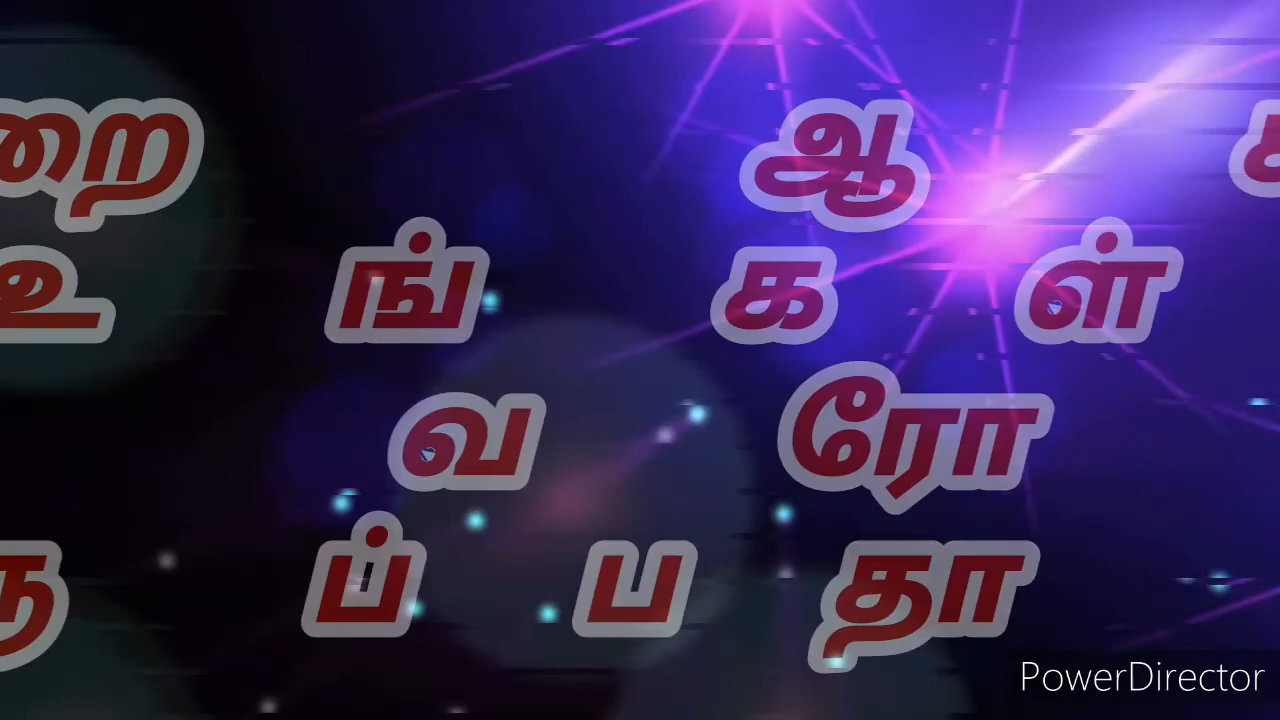 றை ஆ
உ ங் க ள்
வ ரோ
ரு ப் ப தா
PowerDirector